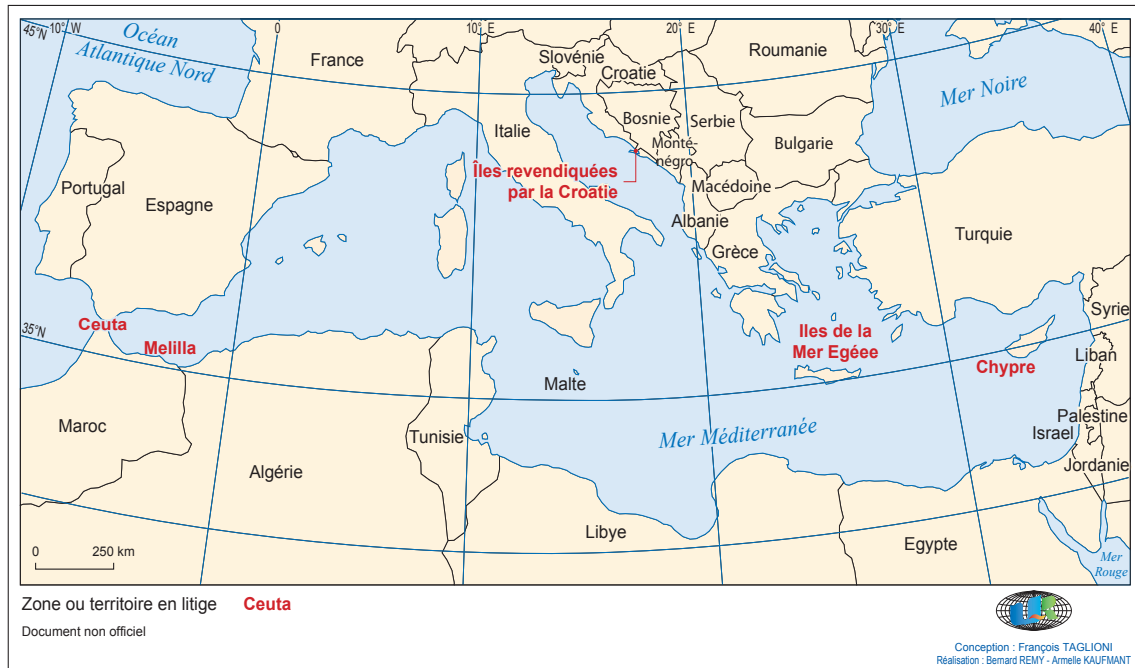 45°N
10° W
0
10° E
20° E
30° E
40° E
Océan
Atlantique Nord
France
Slovénie
Croatie
Roumanie
Mer Noire
Italie
Bosnie
Serbie
Bulgarie
Monté-
négro
Îles revendiquées
par la Croatie
Macédoine
Portugal
Espagne
Albanie
Grèce
Turquie
35°N
Ceuta
Melilla
Iles de la
Mer Egéee
Chypre
Syrie
Liban
Malte
Maroc
Tunisie
Mer Méditerranée
Palestine
Israel
Jordanie
Algérie
Libye
Egypte
Mer
Rouge
0 250 km
Zone ou territoire en litige Ceuta
Document non officiel
Conception : François TAGLIONI
Réalisation : Bernard REMY - Armelle KAUFMANT